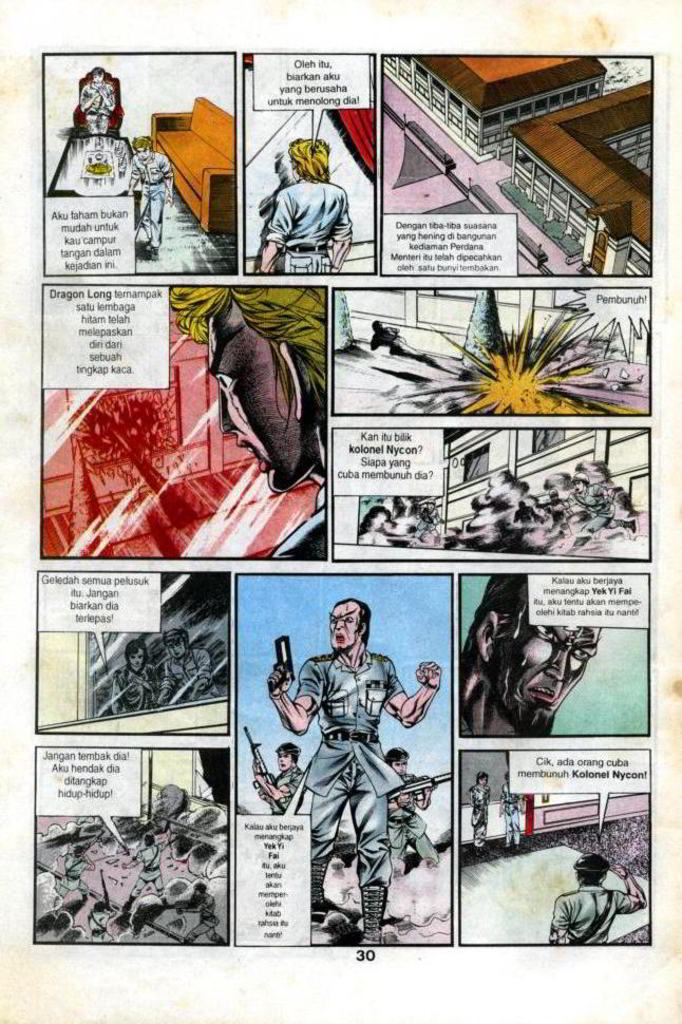 Aku faham bukan
mudah untuk
kau campur
tangan dalam
kejadian ini.
Oleh itu,
biarkan aku
yang berusaha
untuk menolong dia!
Dengan tiba-tiba suasana
yang hening di bangunan
kediaman Perdana
Menteri itu telah dipecahkan
oleh satu bunyi tembakan.
Dragon Long ternampak
satu lembaga
hitam telah
melepaskan
diri dari
sebuah
tingkap kaca.
Pembunuh!
Kan itu bilik
kolonel Nycon?
Siapa yang
cuba membunuh dia?
Geledah semua pelusuk
itu. Jangan
biarkan dia
terlepas!
Kalau aku berjaya
menangkap
Yek Yi
Fai
itu, aku
tentu
akan
memper-
olehi
kitab
rahsia itu
nanti!
Kalau aku berjaya
menangkap Yek Yi Fai
itu, aku tentu akan mempe-
olehi kitab rahsia itu nanti!
Jangan tembak dia!
Aku hendak dia
ditangkap
hidup-hidup!
Cik, ada orang cuba
membunuh Kolonel Nycon!
30